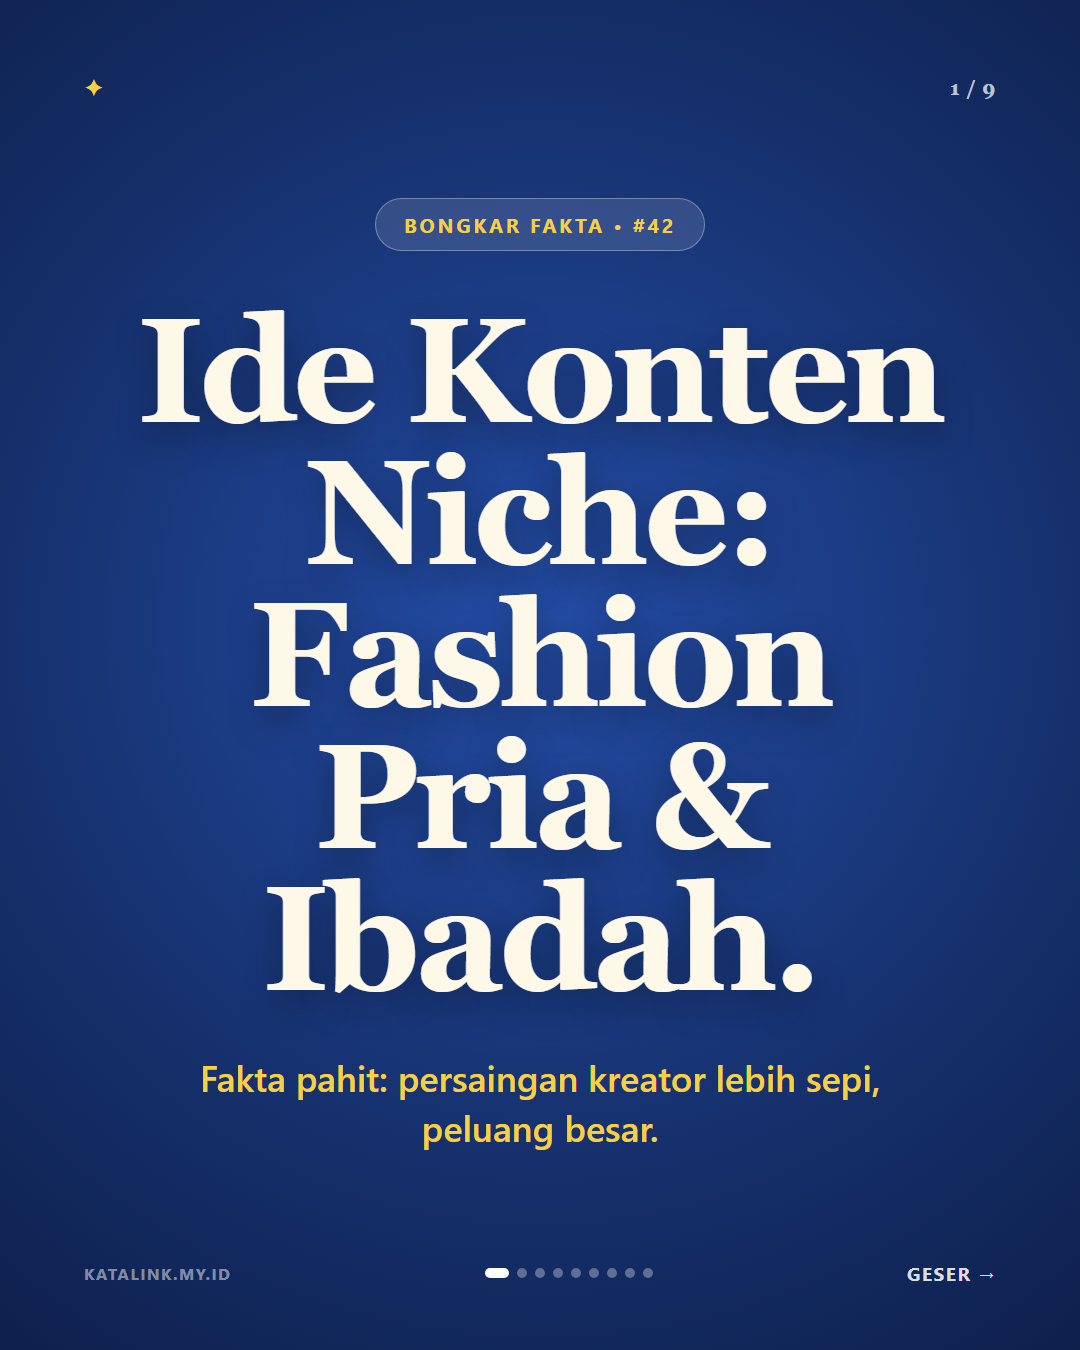 ✦
1 / 9
BONGKAR FAKTA • #42
Ide Konten
Niche:
Fashion
Pria &
Ibadah.
Fakta pahit: persaingan kreator lebih sepi,
peluang besar.
KATALINK.MY.ID
GESER →